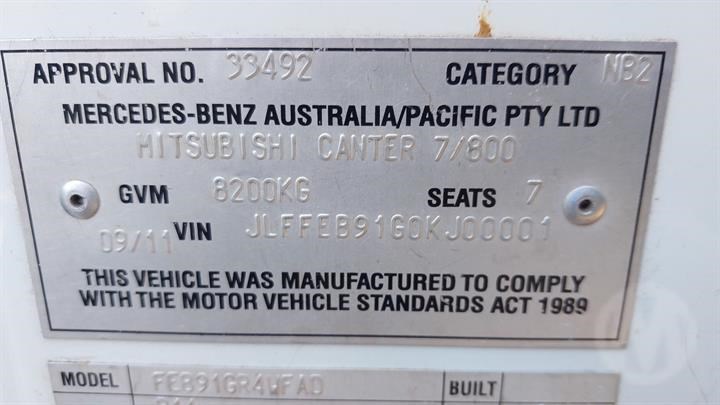 APPROVAL NO. 33492 CATEGORY NB2
MERCEDES-BENZ AUSTRALIA/PACIFIC PTY LTD
MITSUBISHI CANTER 7/800
GVM 8200KG SEATS 7
09/11 VIN JLFFEB91G0KJ00001
THIS VEHICLE WAS MANUFACTURED TO COMPLY
WITH THE MOTOR VEHICLE STANDARDS ACT 1989
MODEL FEB91GR4WFAD BUILT